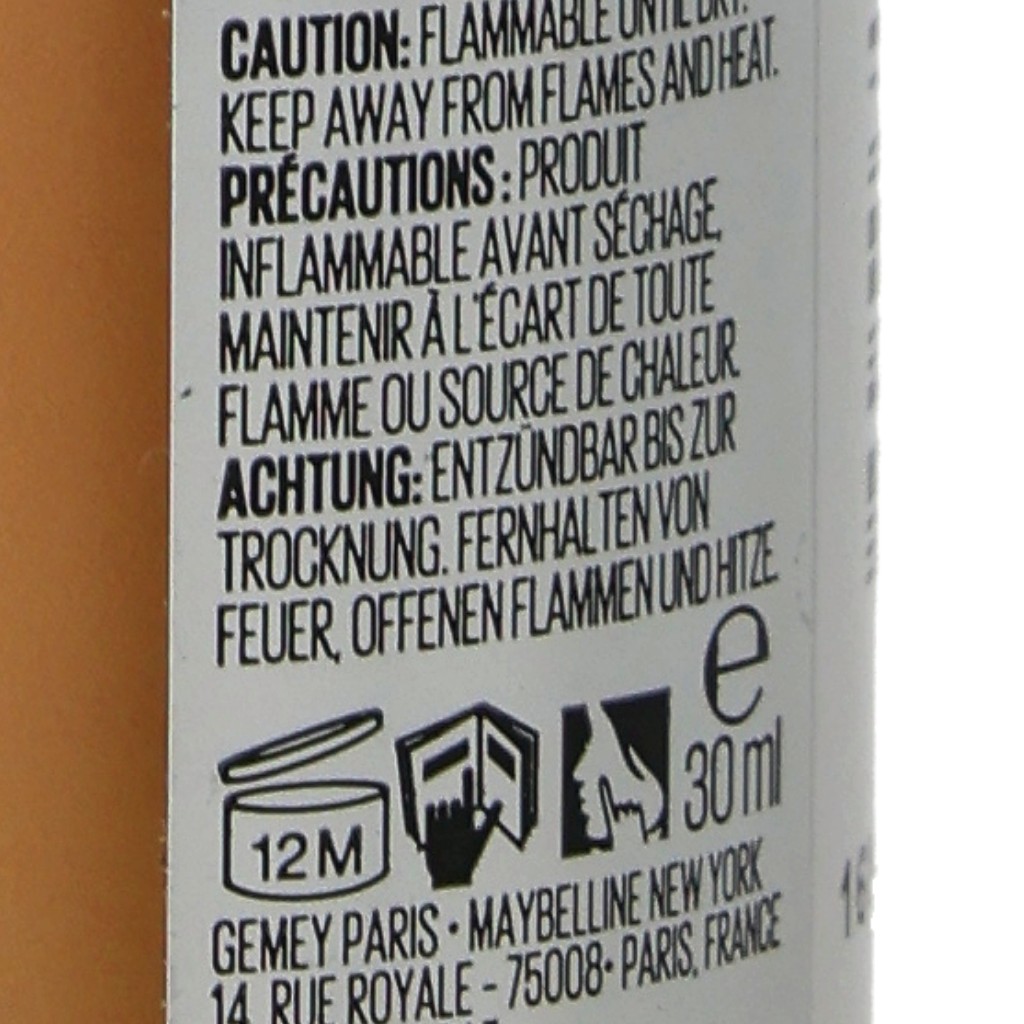 CAUTION: FLAMMABLE UNTIL DRY.
KEEP AWAY FROM FLAMES AND HEAT.
PRÉCAUTIONS : PRODUIT
INFLAMMABLE AVANT SÉCHAGE,
MAINTENIR À L'ÉCART DE TOUTE
FLAMME OU SOURCE DE CHALEUR
ACHTUNG: ENTZÜNDBAR BIS ZUR
TROCKNUNG. FERNHALTEN VON
FEUER, OFFENEN FLAMMEN UND HITZE
e
12 M
30 ml
GEMEY PARIS • MAYBELLINE NEW YORK
14, RUE ROYALE - 75008 • PARIS, FRANCE